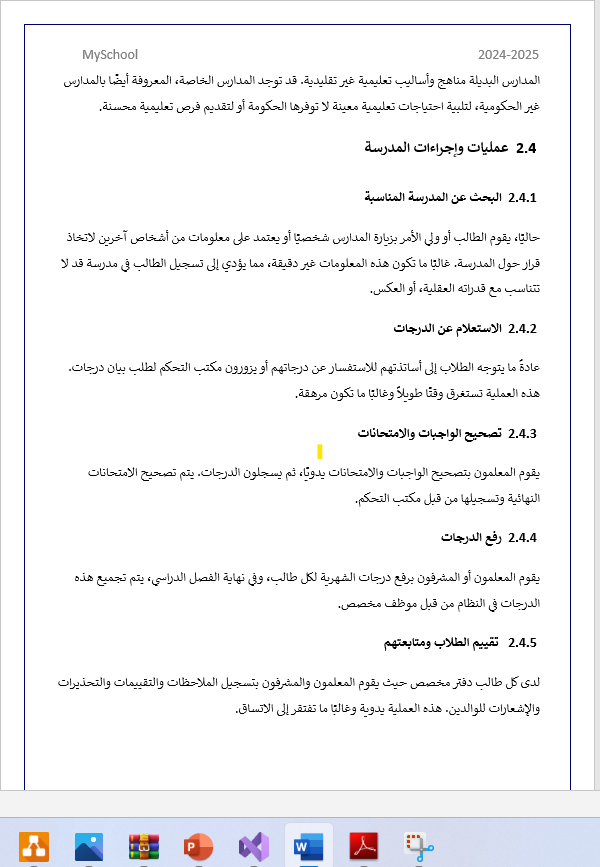 MySchool 2024-2025
المدارس البديلة مناهج وأساليب تعليمية غير تقليدية. قد توجد المدارس الخاصة، المعروفة أيضًا بالمدارس
غير الحكومية، لتلبية احتياجات تعليمية معينة لا توفرها الحكومة أو لتقديم فرص تعليمية محسنة.
2.4 عمليات وإجراءات المدرسة
2.4.1 البحث عن المدرسة المناسبة
حاليًا، يقوم الطالب أو ولي الأمر بزيارة المدارس شخصيًا أو يعتمد على معلومات من أشخاص آخرين لاتخاذ
قرار حول المدرسة. غالبًا ما تكون هذه المعلومات غير دقيقة، مما يؤدي إلى تسجيل الطالب في مدرسة قد لا
تتناسب مع قدراته العقلية، أو العكس.
2.4.2 الاستعلام عن الدرجات
عادةً ما يتوجه الطلاب إلى أساتذتهم للاستفسار عن درجاتهم أو يزورون مكتب التحكم لطلب بيان درجات.
هذه العملية تستغرق وقتًا طويلاً وغالبًا ما تكون مرهقة.
2.4.3 تصحيح الواجبات والامتحانات
يقوم المعلمون بتصحيح الواجبات والامتحانات يدويًا، ثم يسجلون الدرجات. يتم تصحيح الامتحانات
النهائية وتسجيلها من قبل مكتب التحكم.
2.4.4 رفع الدرجات
يقوم المعلمون أو المشرفون برفع درجات الشهرية لكل طالب، وفي نهاية الفصل الدراسي، يتم تجميع هذه
الدرجات في النظام من قبل موظف مخصص.
2.4.5 تقييم الطلاب ومتابعتهم
لدى كل طالب دفتر مخصص حيث يقوم المعلمون والمشرفون بتسجيل الملاحظات والتقييمات والتحذيرات
والإشعارات للوالدين. هذه العملية يدوية وغالبًا ما تفتقر إلى الاتساق.